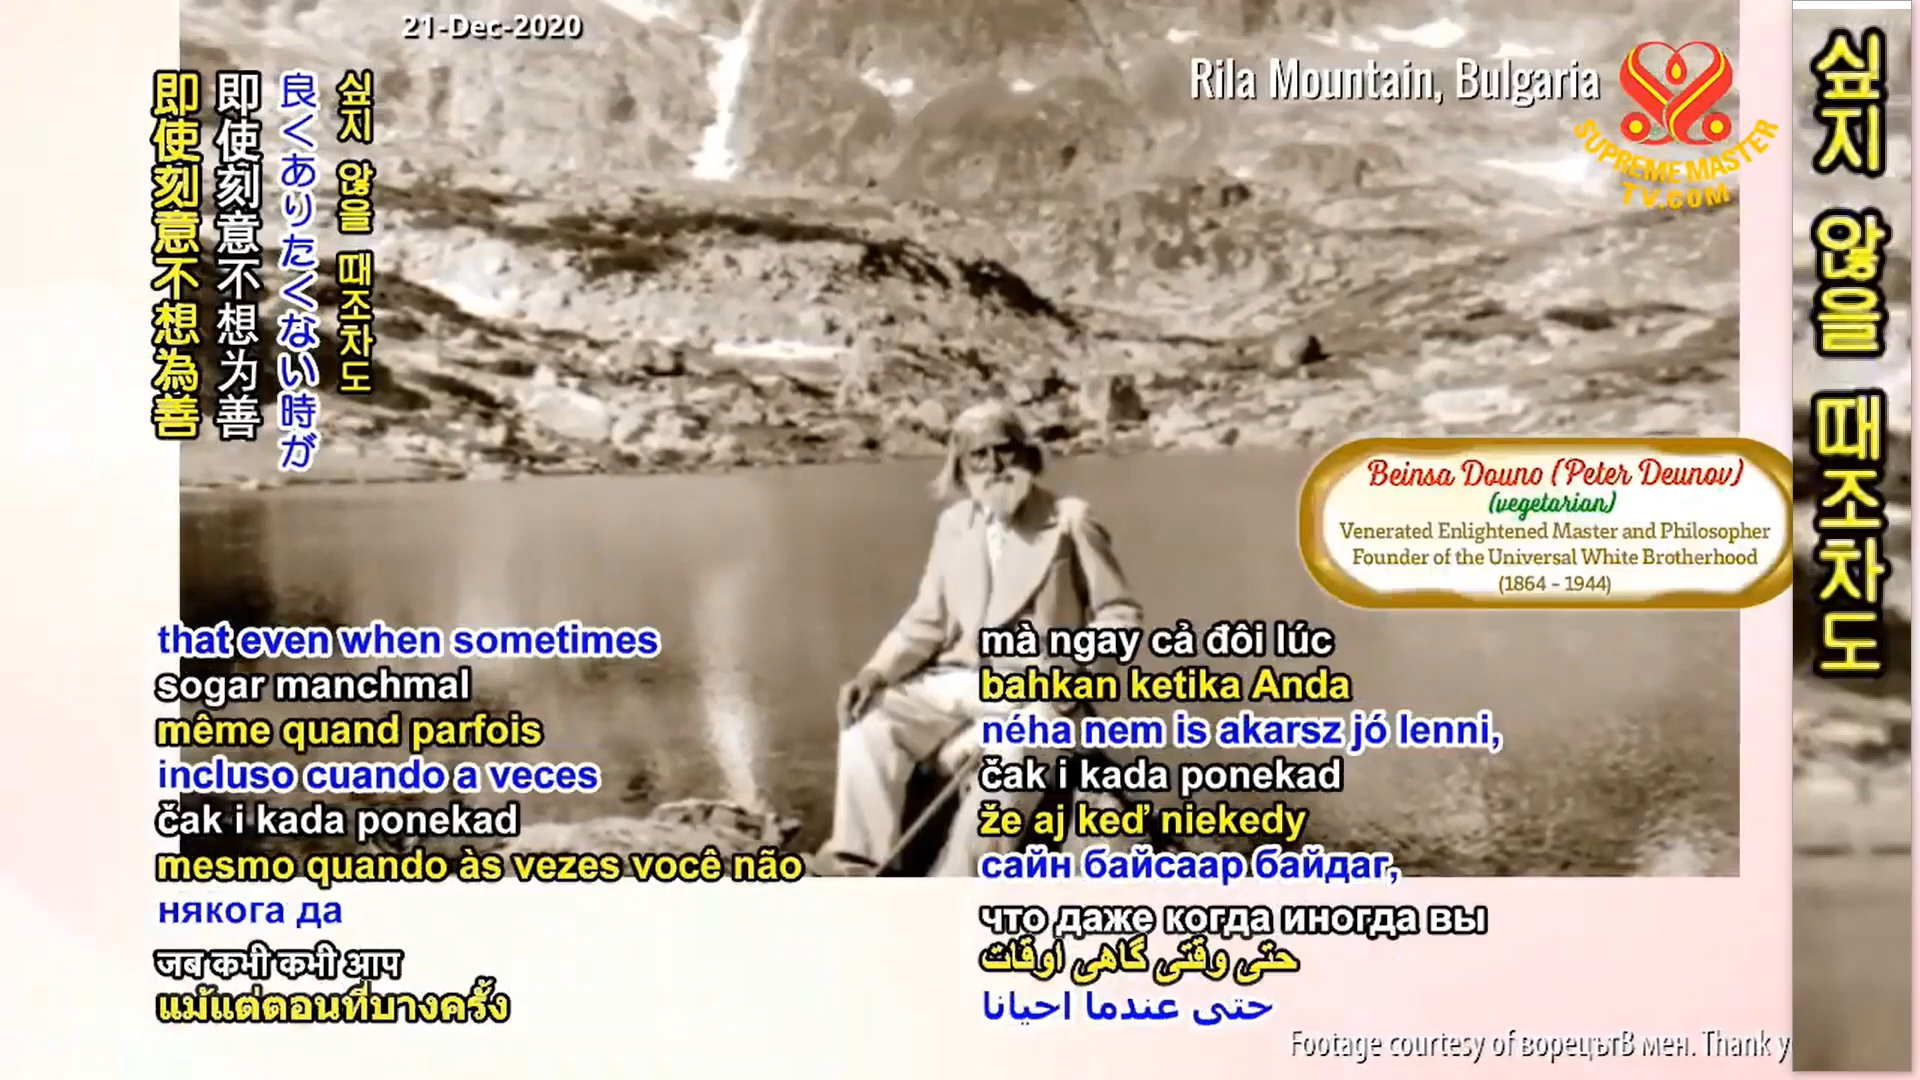 21-Dec-2020
Rila Mountain, Bulgaria
SUPREME MASTER
TV.COM
即使刻意不想為善
即使刻意不想为善
良くありたくない時が
싶지 않을 때조차도
싶지 않을 때조차도
Beinsa Douno (Peter Deunov)
(vegetarian)
Venerated Enlightened Master and Philosopher
Founder of the Universal White Brotherhood
(1864 - 1944)
that even when sometimes
sogar manchmal
même quand parfois
incluso cuando a veces
čak i kada ponekad
mesmo quando às vezes você não
някога да
जब कभी कभी आप
แม้แต่ตอนที่บางครั้ง
mà ngay cả đôi lúc
bahkan ketika Anda
néha nem is akarsz jó lenni,
čak i kada ponekad
že aj keď niekedy
сайн байсаар байдаг,
что даже когда иногда вы
حتی وقتی گاهی اوقات
حتى عندما احيانا
Footage courtesy of ворецътВ мен. Thank y